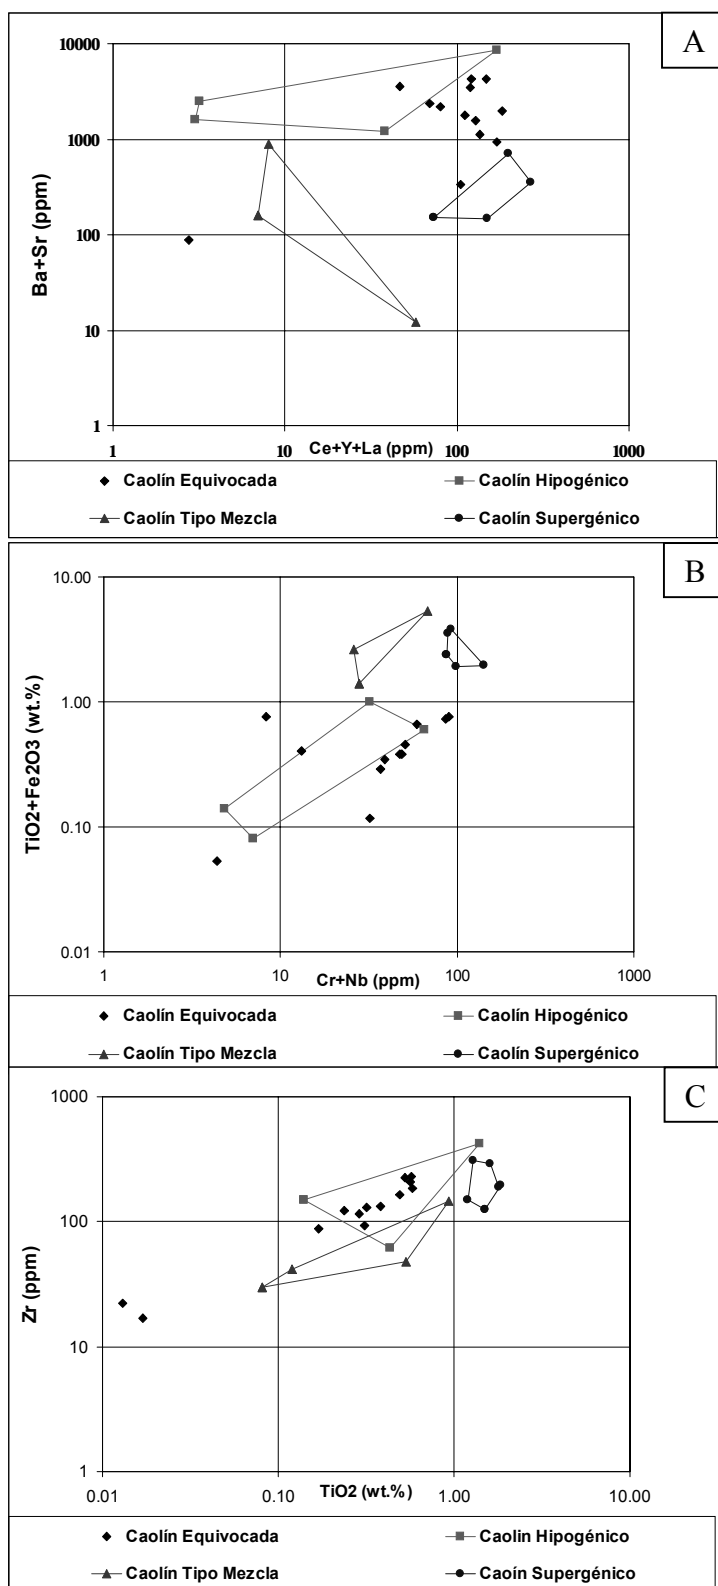 A
10000
1000
100
10
1
Ba+Sr (ppm)
1 10 100 1000
Ce+Y+La (ppm)
Caolín Equivocada Caolín Hipogénico
Caolín Tipo Mezcla Caolín Supergénico
B
10.00
1.00
0.10
0.01
TiO2+Fe2O3 (wt.%)
1 10 100 1000
Cr+Nb (ppm)
Caolín Equivocada Caolín Hipogénico
Caolín Tipo Mezcla Caolín Supergénico
C
1000
100
10
1
Zr (ppm)
0.01 0.10 1.00 10.00
TiO2 (wt.%)
Caolín Equivocada Caolin Hipogénico
Caolín Tipo Mezcla Caoín Supergénico